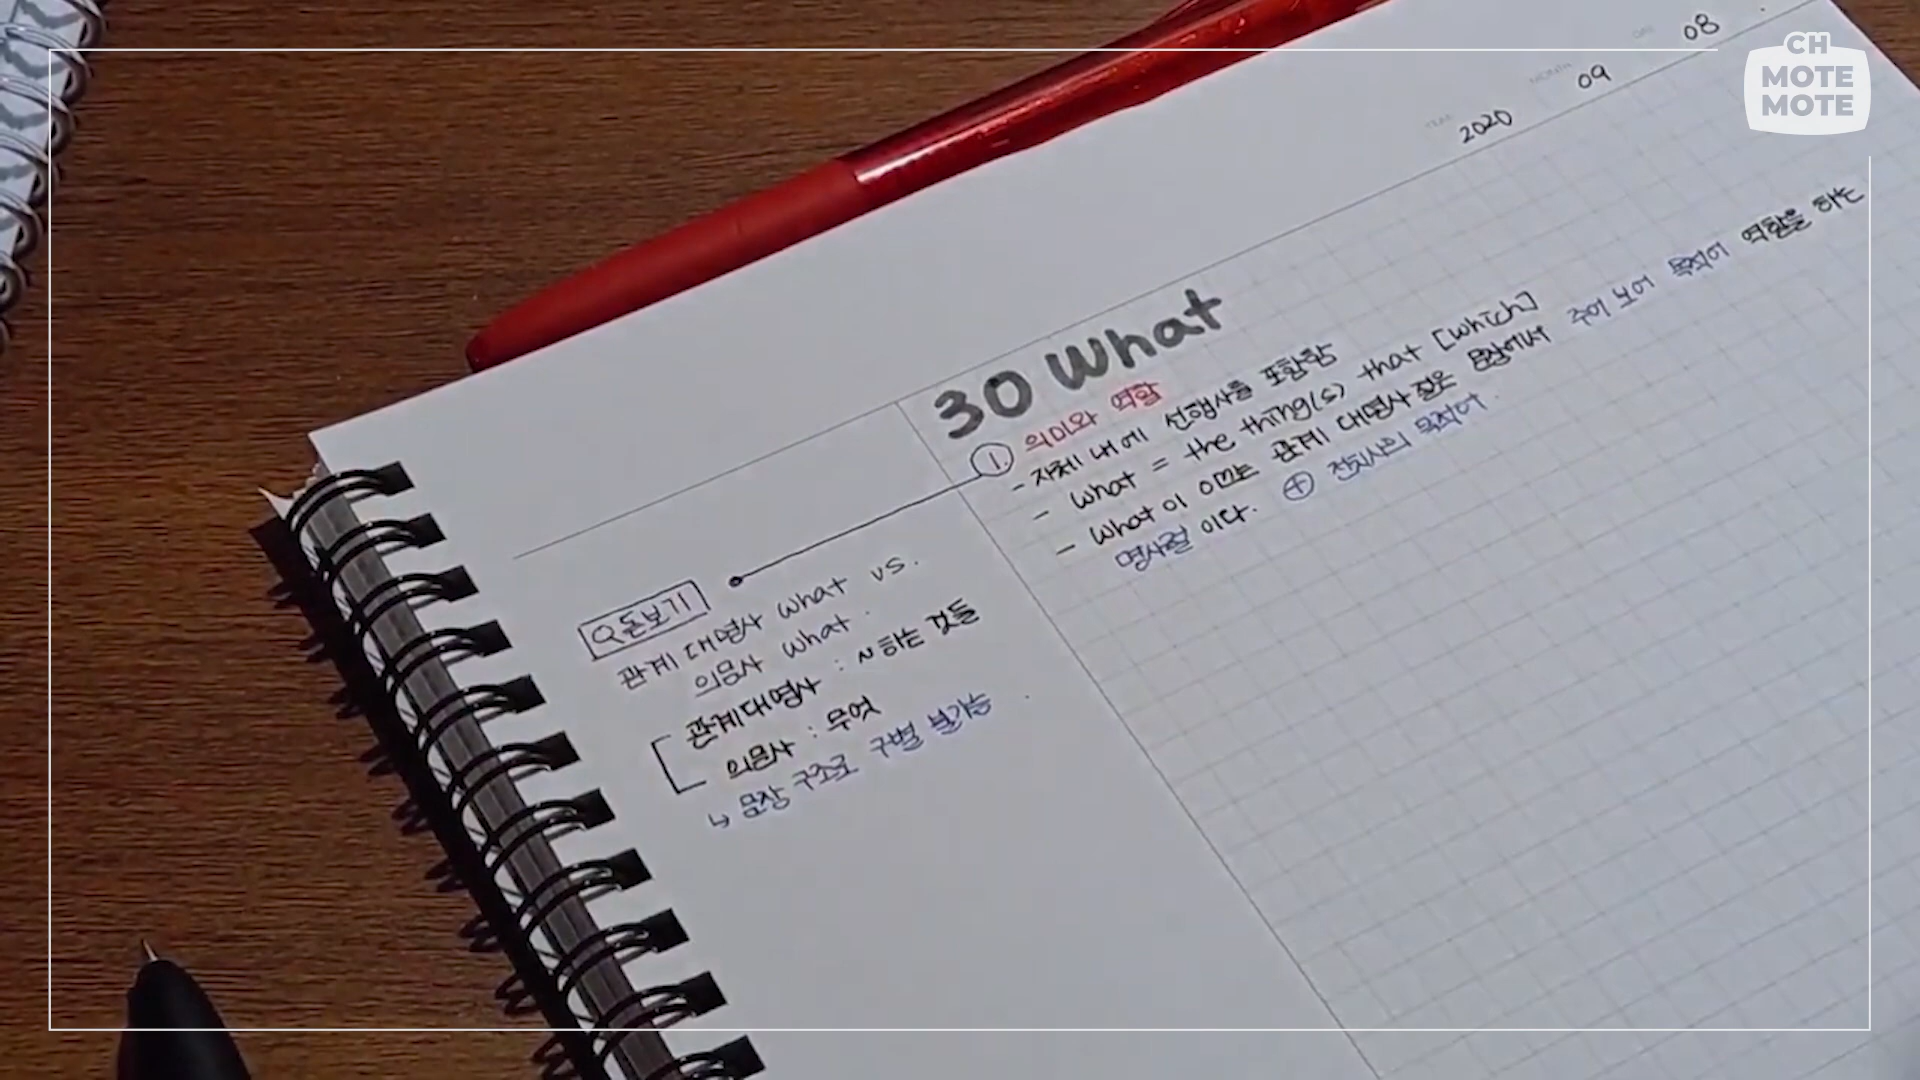 CH
MOTE
MOTE
2020 09 08
30 What
① 의미와 역할
- 자체 내에 선행사를 포함함
- What = the thing(s) that [which]
- What이 이끄는 관계대명사절은 문장에서 주어 보어 목적어 역할을 하는
명사절이다. ⊕ 전치사의 목적어.
돋보기
관계대명사 What vs.
의문사 What.
관계대명사 : ~하는 것들
의문사 : 무엇
↳ 문장 구조로 구별 불가능